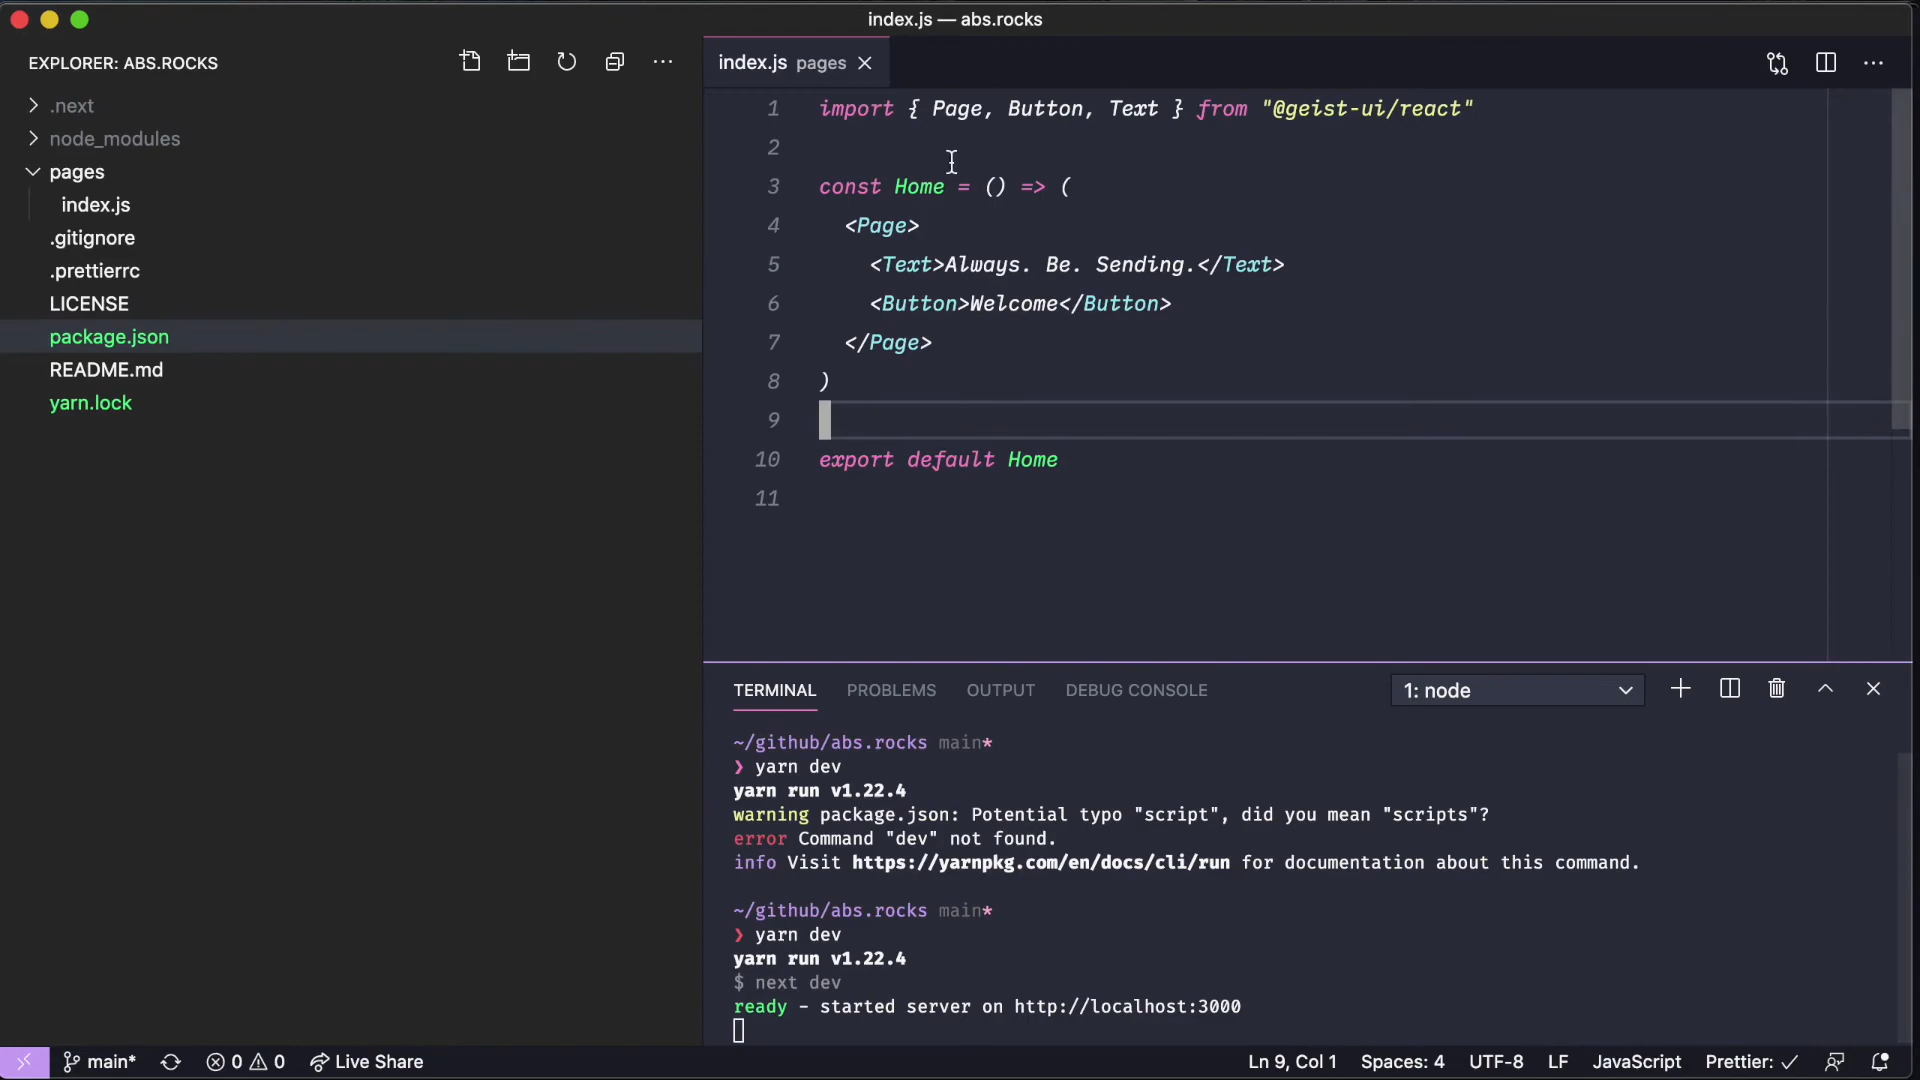 index.js — abs.rocks
EXPLORER: ABS.ROCKS
.next
node_modules
pages
index.js
.gitignore
.prettierrc
LICENSE
package.json
README.md
yarn.lock
index.js pages
1 import { Page, Button, Text } from "@geist-ui/react"
2
3 const Home = () => (
4 <Page>
5 <Text>Always. Be. Sending.</Text>
6 <Button>Welcome</Button>
7 </Page>
8 )
9
10 export default Home
11
TERMINAL PROBLEMS OUTPUT DEBUG CONSOLE 1: node
~/github/abs.rocks main*
❯ yarn dev
yarn run v1.22.4
warning package.json: Potential typo "script", did you mean "scripts"?
error Command "dev" not found.
info Visit https://yarnpkg.com/en/docs/cli/run for documentation about this command.
~/github/abs.rocks main*
❯ yarn dev
yarn run v1.22.4
$ next dev
ready - started server on http://localhost:3000
main* 0 0 Live Share Ln 9, Col 1 Spaces: 4 UTF-8 LF JavaScript Prettier: ✓